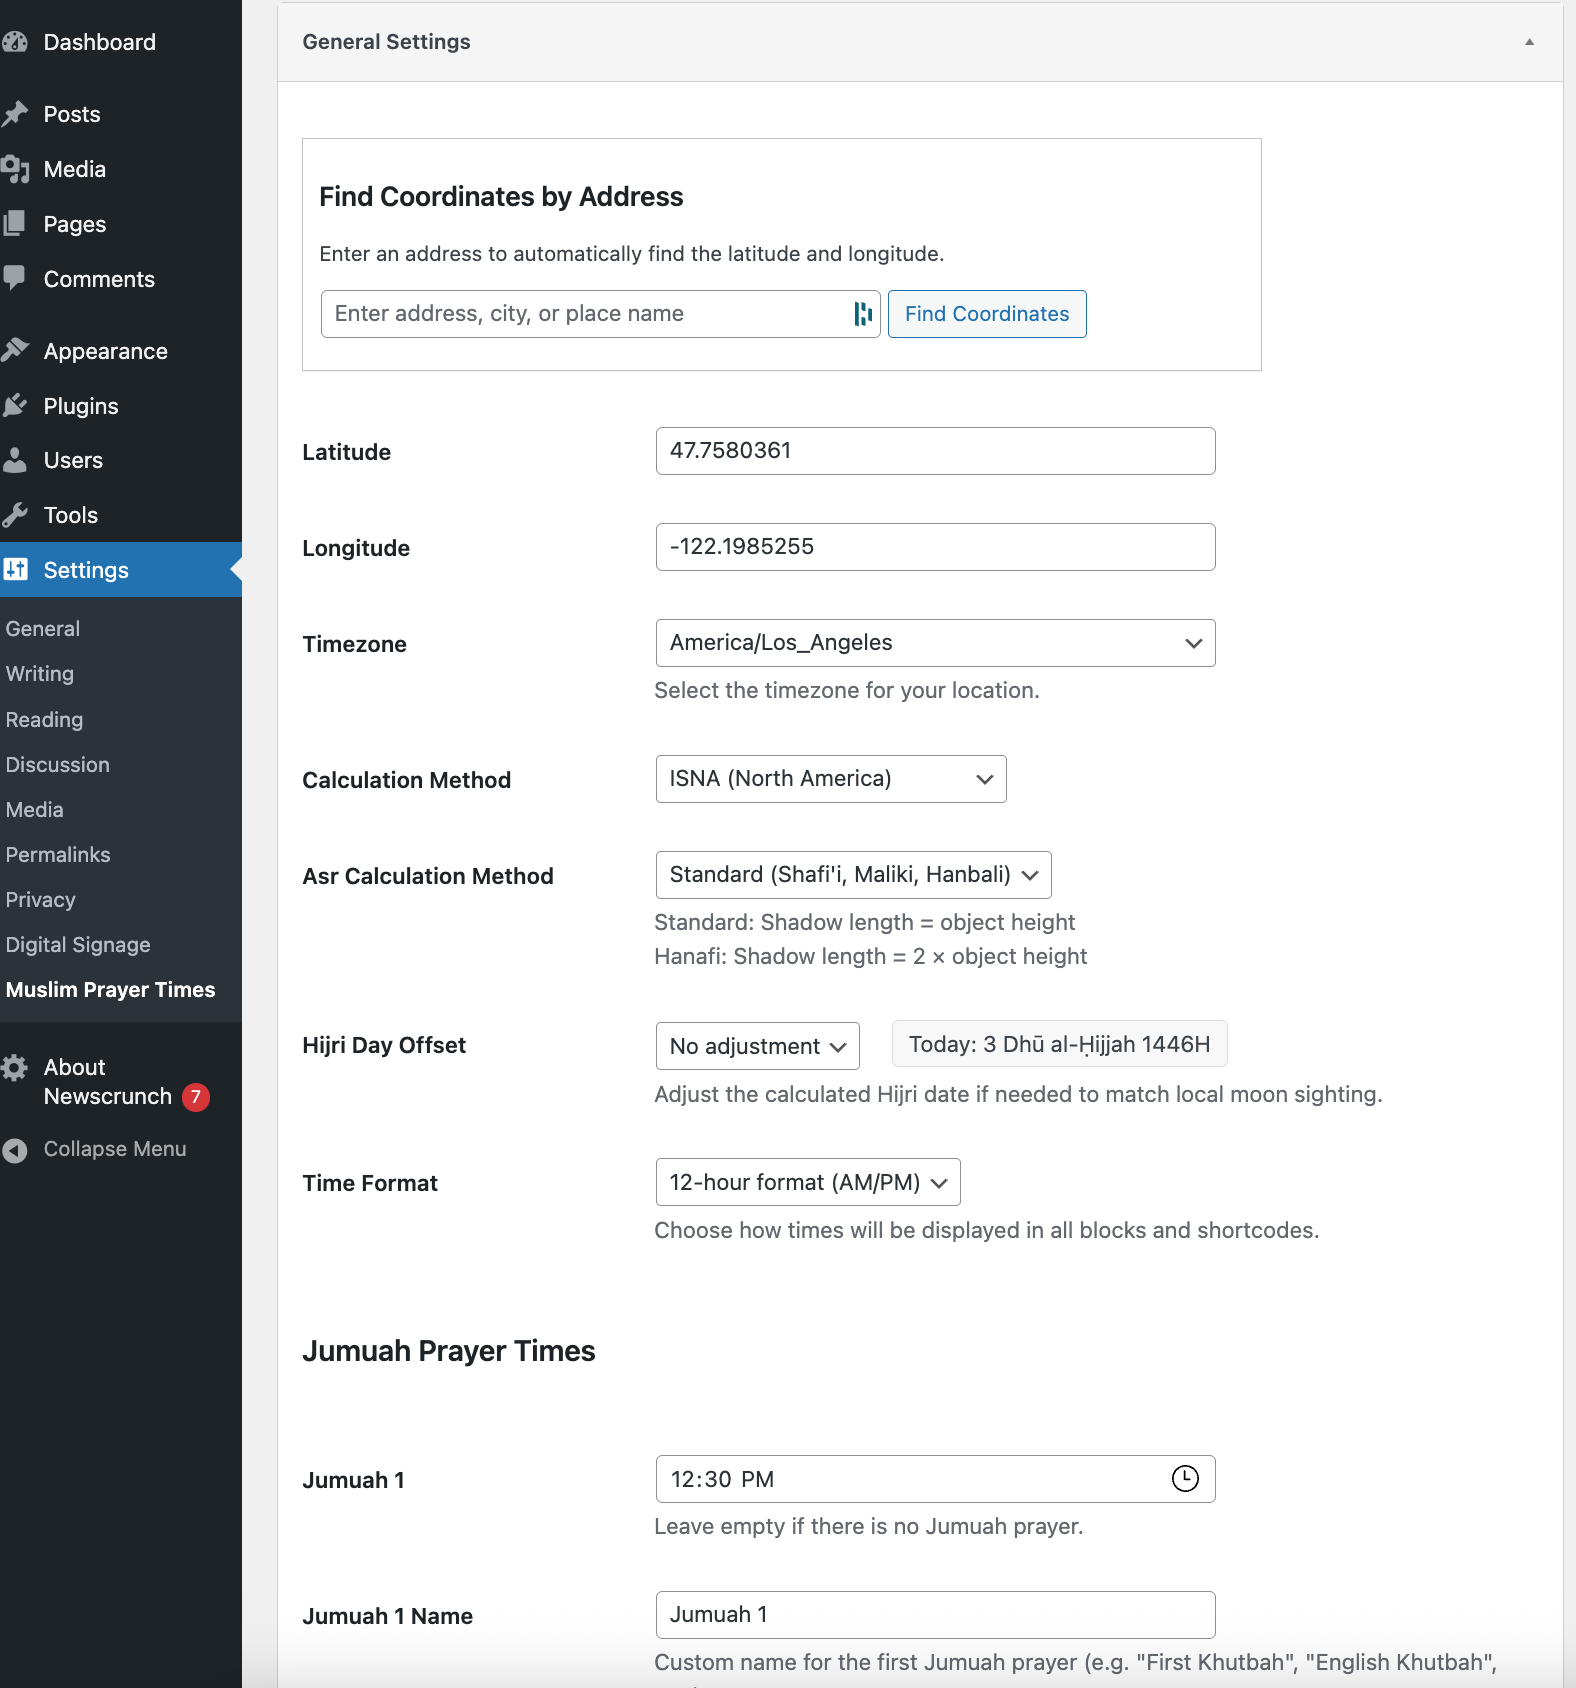 Dashboard
Posts
Media
Pages
Comments
Appearance
Plugins
Users
Tools
Settings
General
Writing
Reading
Discussion
Media
Permalinks
Privacy
Digital Signage
Muslim Prayer Times
About
Newscrunch 7
Collapse Menu
General Settings
Find Coordinates by Address
Enter an address to automatically find the latitude and longitude.
Enter address, city, or place name
Find Coordinates
Latitude
47.7580361
Longitude
-122.1985255
Timezone
America/Los_Angeles
Select the timezone for your location.
Calculation Method
ISNA (North America)
Asr Calculation Method
Standard (Shafi'i, Maliki, Hanbali)
Standard: Shadow length = object height
Hanafi: Shadow length = 2 × object height
Hijri Day Offset
No adjustment
Today: 3 Dhū al-Ḥijjah 1446H
Adjust the calculated Hijri date if needed to match local moon sighting.
Time Format
12-hour format (AM/PM)
Choose how times will be displayed in all blocks and shortcodes.
Jumuah Prayer Times
Jumuah 1
12:30 PM
Leave empty if there is no Jumuah prayer.
Jumuah 1 Name
Jumuah 1
Custom name for the first Jumuah prayer (e.g. "First Khutbah", "English Khutbah",